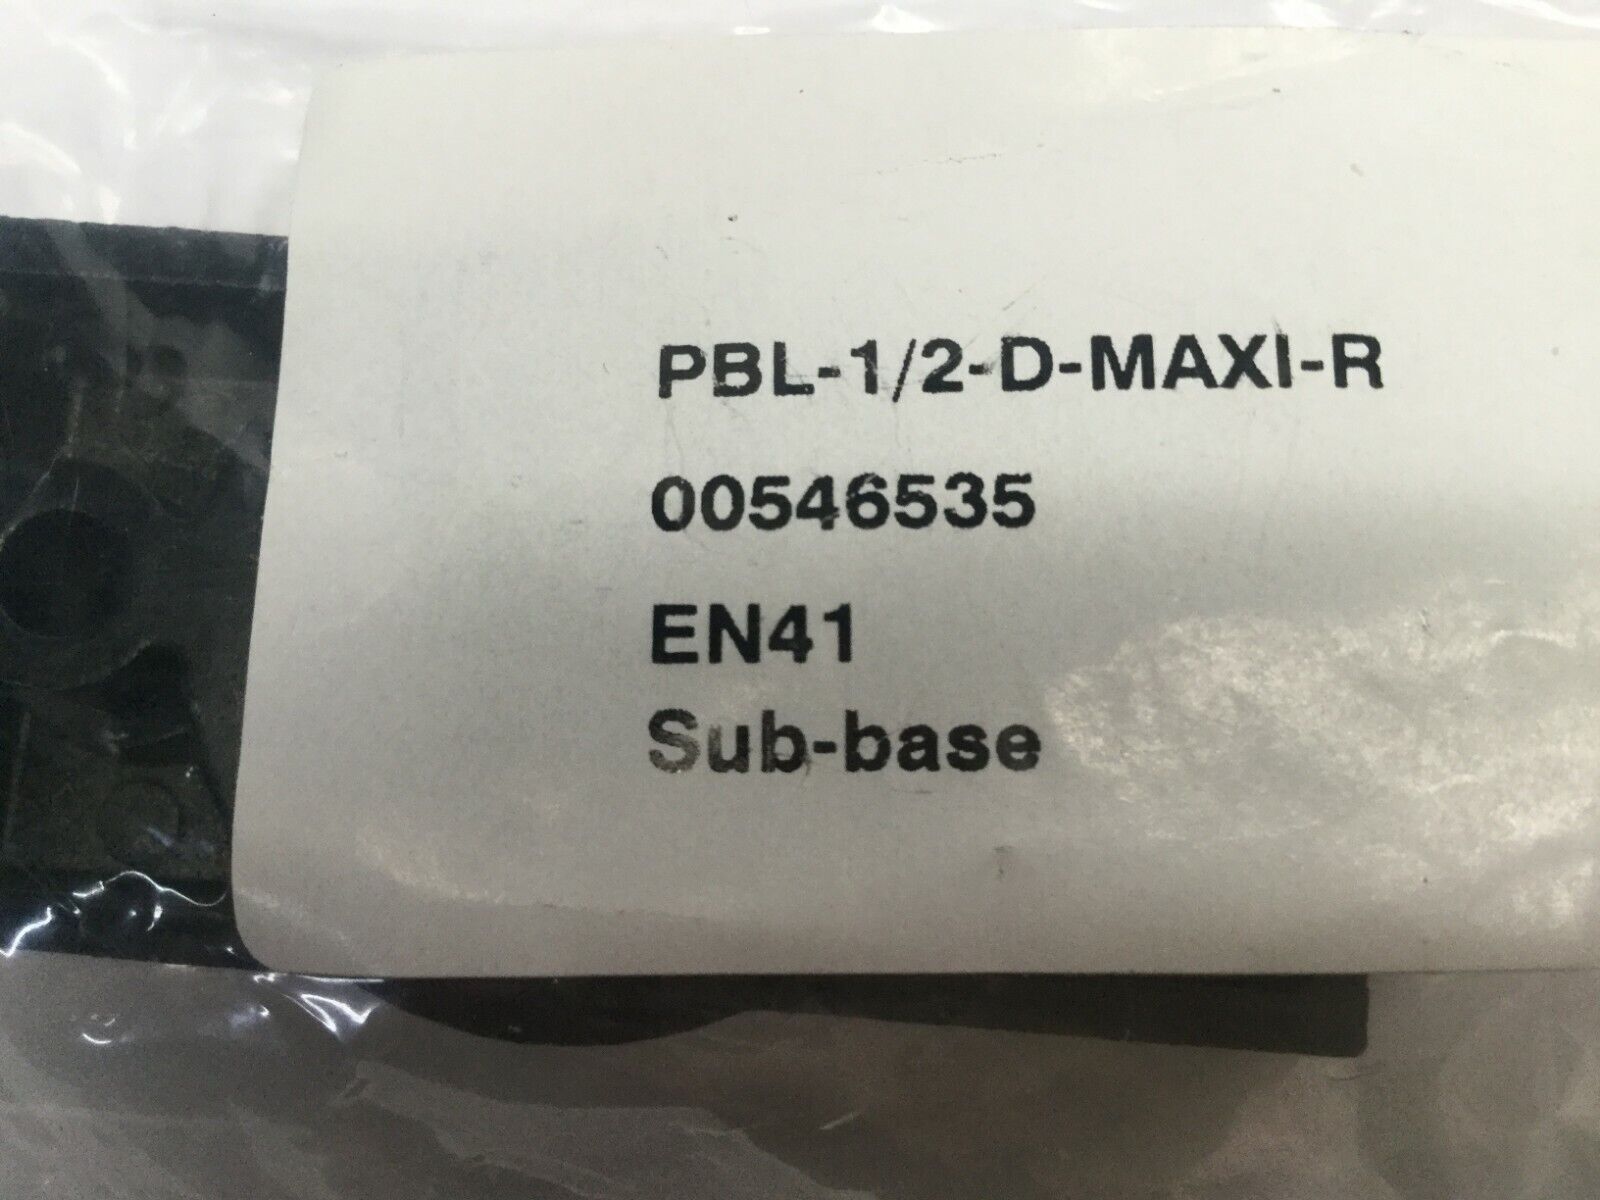 PBL-1/2-D-MAXI-R
00546535
EN41
Sub-base